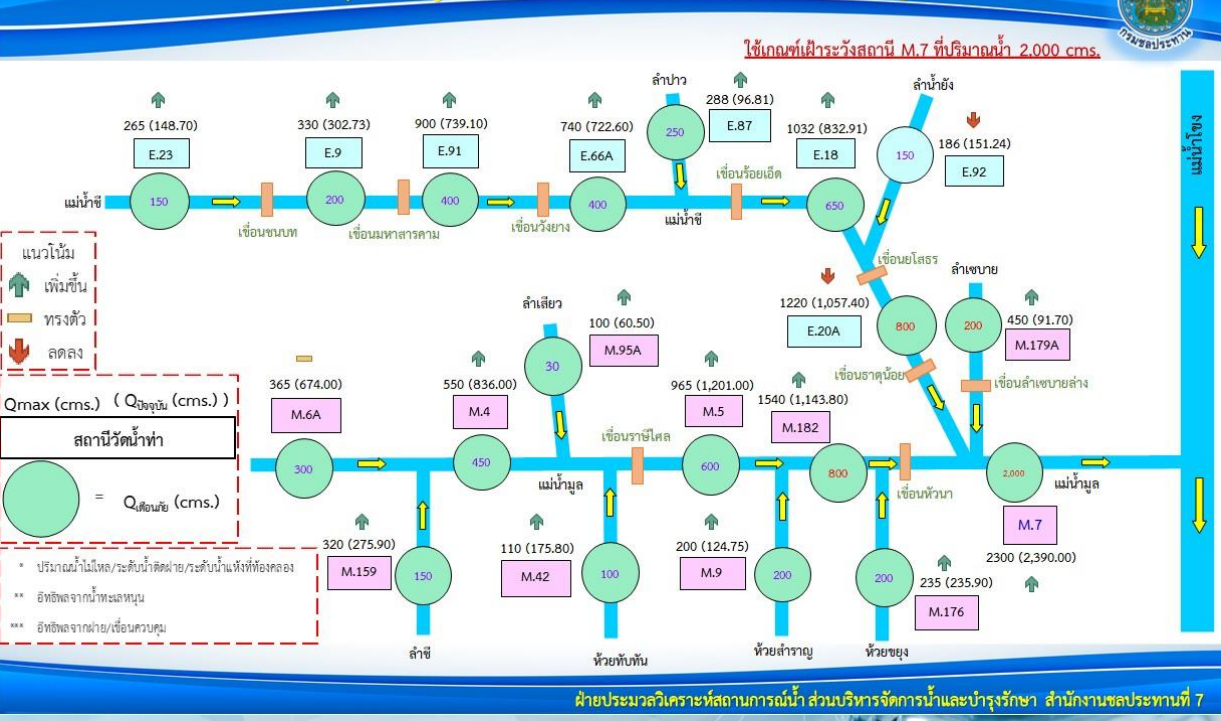 กรมชลประทาน
ใช้เกณฑ์เฝ้าระวังสถานี M.7 ที่ปริมาณน้ำ 2,000 cms.
ลำปาว
ลำน้ำยัง
แม่น้ำโขง
265 (148.70)
E.23
150
330 (302.73)
E.9
200
900 (739.10)
E.91
400
740 (722.60)
E.66A
400
250
288 (96.81)
E.87
1032 (832.91)
E.18
650
150
186 (151.24)
E.92
แม่น้ำชี
เขื่อนชนบท
เขื่อนมหาสารคาม
เขื่อนวังยาง
แม่น้ำชี
เขื่อนร้อยเอ็ด
เขื่อนยโสธร
แนวโน้ม
เพิ่มขึ้น
ทรงตัว
ลดลง
ลำเซบาย
1220 (1,057.40)
E.20A
800
200
450 (91.70)
M.179A
เขื่อนธาตุน้อย
เขื่อนลำเซบายล่าง
ลำเสียว
100 (60.50)
M.95A
30
Qmax (cms.) ( Qปัจจุบัน (cms.) )
สถานีวัดน้ำท่า
= Qเตือนภัย (cms.)
365 (674.00)
M.6A
300
550 (836.00)
M.4
450
แม่น้ำมูล
เขื่อนราษีไศล
965 (1,201.00)
M.5
600
1540 (1,143.80)
M.182
800
เขื่อนหัวนา
2,000
แม่น้ำมูล
M.7
2300 (2,390.00)
320 (275.90)
M.159
150
110 (175.80)
M.42
100
200 (124.75)
M.9
200
200
235 (235.90)
M.176
* ปริมาณน้ำไม่ไหล/ระดับน้ำติดฝาย/ระดับน้ำแห้งที่ท้องคลอง
** อิทธิพลจากน้ำทะเลหนุน
*** อิทธิพลจากฝาย/เขื่อนควบคุม
ลำชี
ห้วยทับทัน
ห้วยสำราญ
ห้วยขยุง
ฝ่ายประมวลวิเคราะห์สถานการณ์น้ำ ส่วนบริหารจัดการน้ำและบำรุงรักษา สำนักงานชลประทานที่ 7